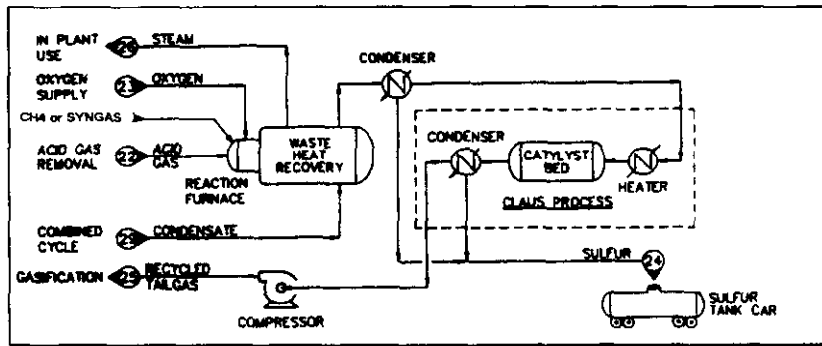 IN PLANT
USE
26
STEAM
OXYGEN
SUPPLY
23
OXYGEN
CH4 or SYNGAS
ACID GAS
REMOVAL
22
ACID
GAS
REACTION
FURNACE
WASTE
HEAT
RECOVERY
CONDENSER
CONDENSER
CATYLYST
BED
HEATER
CLAUS PROCESS
COMBINED
CYCLE
29
CONDENSATE
GASIFICATION
25
RECYCLED
TAILGAS
COMPRESSOR
SULFUR
24
SULFUR
TANK CAR